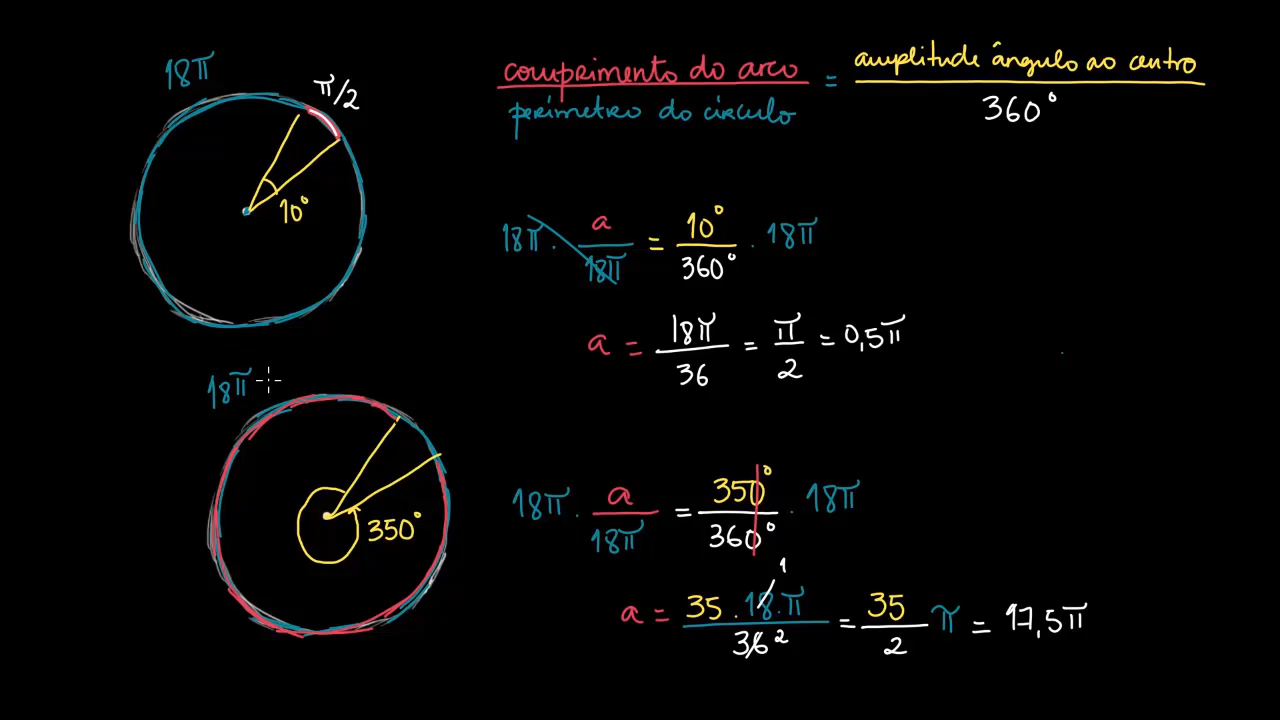 18π
π/2
10°
comprimento do arco / perímetro do círculo = amplitude ângulo ao centro / 360°
18π · a / 18π = 10° / 360° · 18π
a = 18π / 36 = π / 2 = 0,5π
18π
350°
18π · a / 18π = 350° / 360° · 18π
a = 35 · 18 1 · π / 36 2 = 35 / 2 π = 17,5π